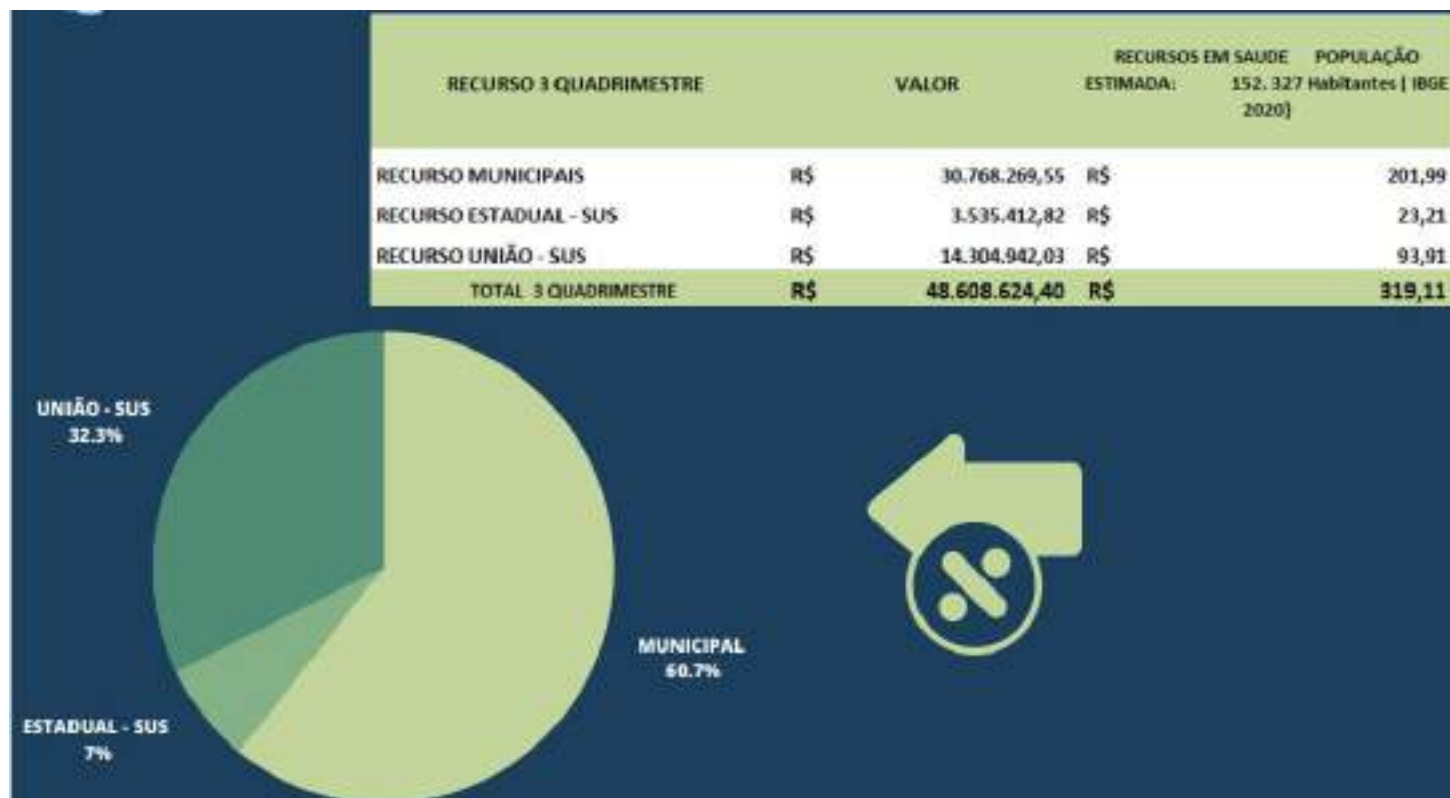 RECURSO 3 QUADRIMESTRE VALOR RECURSOS EM SAUDE POPULAÇÃO
ESTIMADA: 152. 327 Habitantes ( IBGE
2020)
RECURSO MUNICIPAIS R$ 30.768.269,55 R$ 201,99
RECURSO ESTADUAL - SUS R$ 3.535.412,82 R$ 23,21
RECURSO UNIÃO - SUS R$ 14.304.942,03 R$ 93,91
TOTAL 3 QUADRIMESTRE R$ 48.608.624,40 R$ 319,11
UNIÃO - SUS
32.3%
MUNICIPAL
60.7%
ESTADUAL - SUS
7%